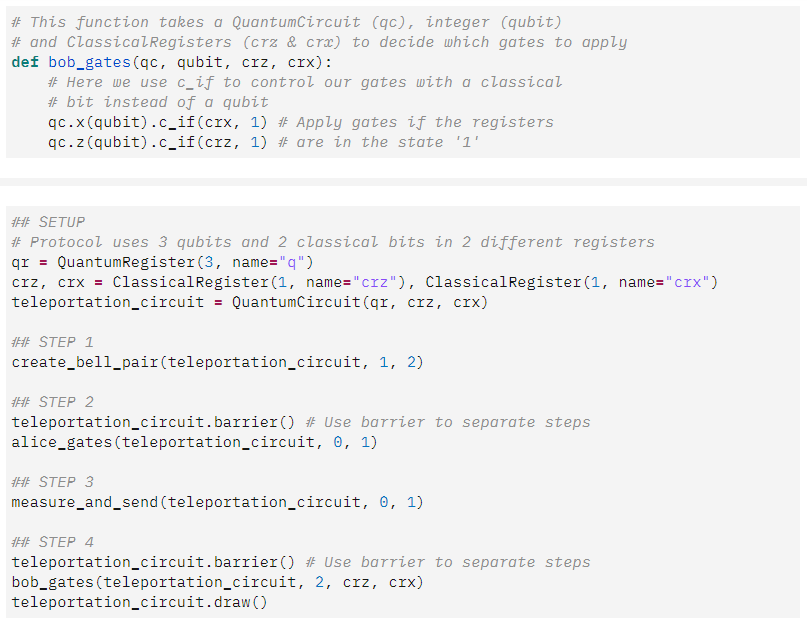 # This function takes a QuantumCircuit (qc), integer (qubit)
# and ClassicalRegisters (crz & crx) to decide which gates to apply
def bob_gates(qc, qubit, crz, crx):
    # Here we use c_if to control our gates with a classical
    # bit instead of a qubit
    qc.x(qubit).c_if(crx, 1) # Apply gates if the registers
    qc.z(qubit).c_if(crz, 1) # are in the state '1'
## SETUP
# Protocol uses 3 qubits and 2 classical bits in 2 different registers
qr = QuantumRegister(3, name="q")
crz, crx = ClassicalRegister(1, name="crz"), ClassicalRegister(1, name="crx")
teleportation_circuit = QuantumCircuit(qr, crz, crx)
## STEP 1
create_bell_pair(teleportation_circuit, 1, 2)
## STEP 2
teleportation_circuit.barrier() # Use barrier to separate steps
alice_gates(teleportation_circuit, 0, 1)
## STEP 3
measure_and_send(teleportation_circuit, 0, 1)
## STEP 4
teleportation_circuit.barrier() # Use barrier to separate steps
bob_gates(teleportation_circuit, 2, crz, crx)
teleportation_circuit.draw()